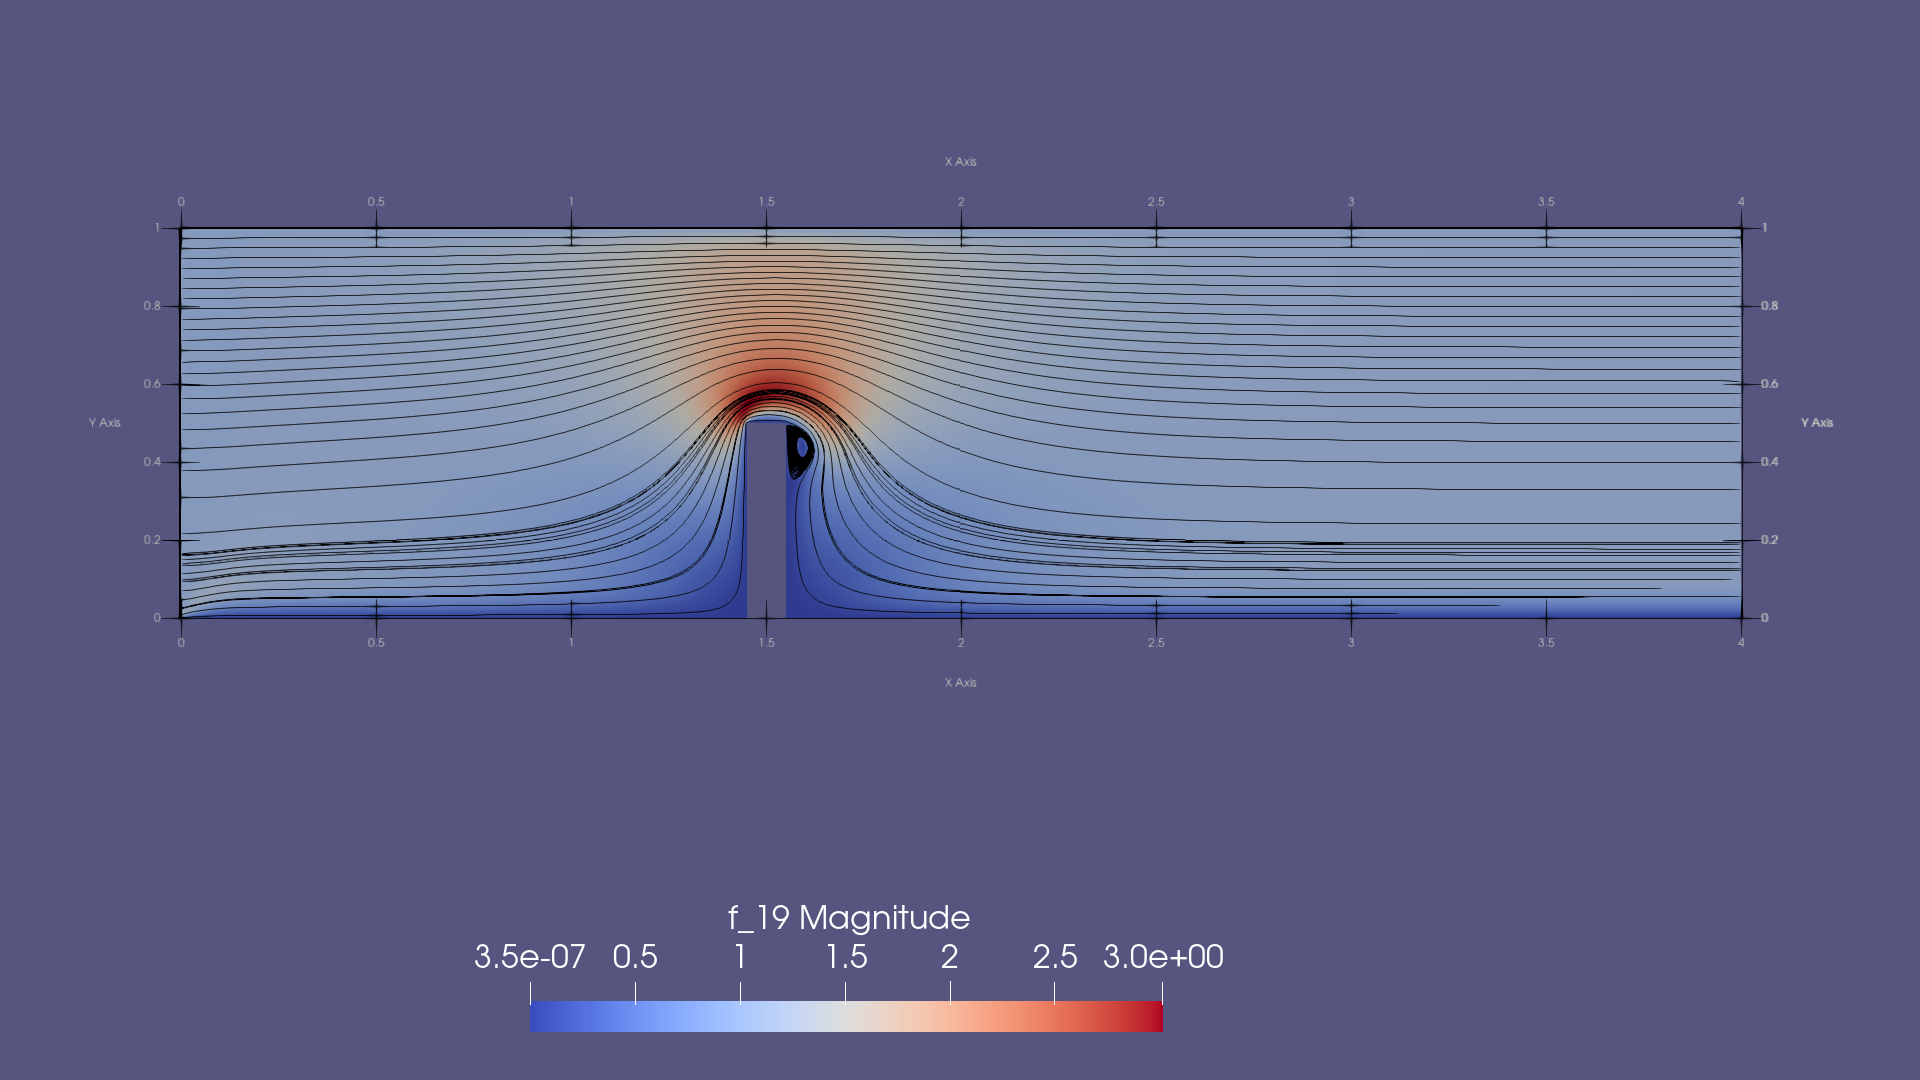 X Axis
0 0.5 1 1.5 2 2.5 3 3.5 4
1 1
0.8 0.8
0.6 0.6
Y Axis Y Axis
0.4 0.4
0.2 0.2
0 0
0 0.5 1 1.5 2 2.5 3 3.5 4
X Axis
f_19 Magnitude
3.5e-07 0.5 1 1.5 2 2.5 3.0e+00